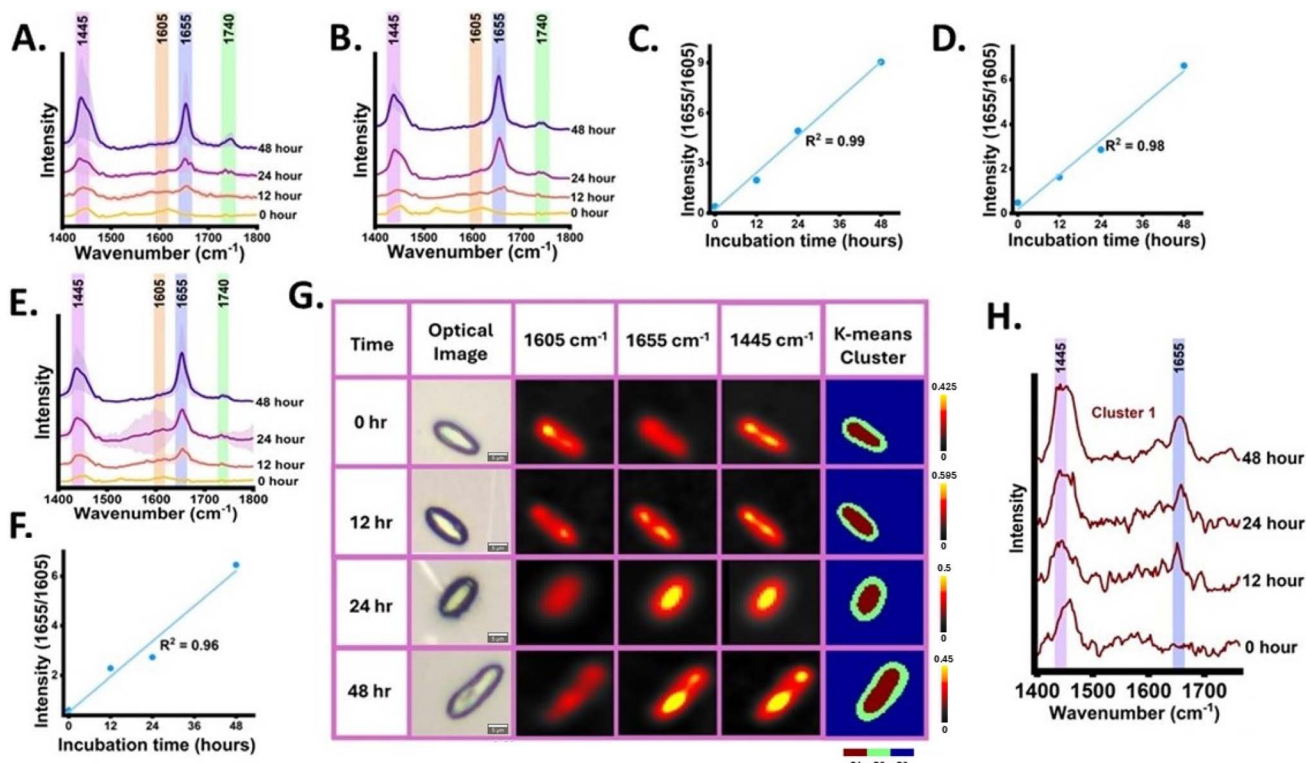 A.
1445
1605
1655
1740
Intensity
48 hour
24 hour
12 hour
0 hour
1400 1500 1600 1700 1800
Wavenumber (cm⁻¹)
B.
1445
1605
1655
1740
Intensity
48 hour
24 hour
12 hour
0 hour
1400 1500 1600 1700 1800
Wavenumber (cm⁻¹)
C.
Intensity (1655/1605)
9
6
3
0
R² = 0.99
0 12 24 36 48
Incubation time (hours)
D.
Intensity (1655/1605)
6
4
2
0
R² = 0.98
0 12 24 36 48
Incubation time (hours)
E.
1445
1605
1655
1740
Intensity
48 hour
24 hour
12 hour
0 hour
1400 1500 1600 1700 1800
Wavenumber (cm⁻¹)
F.
Intensity (1655/1605)
6
4
2
R² = 0.96
0 12 24 36 48
Incubation time (hours)
G.
Time
Optical
Image
1605 cm⁻¹
1655 cm⁻¹
1445 cm⁻¹
K-means
Cluster
0 hr
5 µm
0.425
0
12 hr
5 µm
0.595
0
24 hr
5 µm
0.5
0
48 hr
5 µm
0.45
0
H.
1445
1655
Cluster 1
Intensity
48 hour
24 hour
12 hour
0 hour
1400 1500 1600 1700
Wavenumber (cm⁻¹)